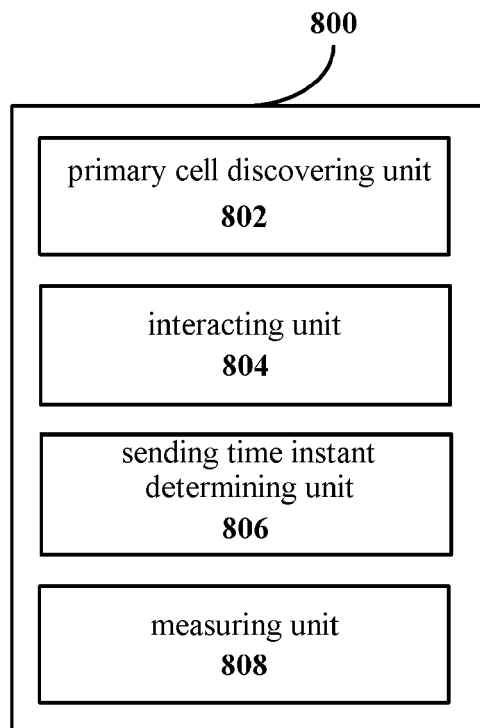 800
primary cell discovering unit
802
interacting unit
804
sending time instant
determining unit
806
measuring unit
808